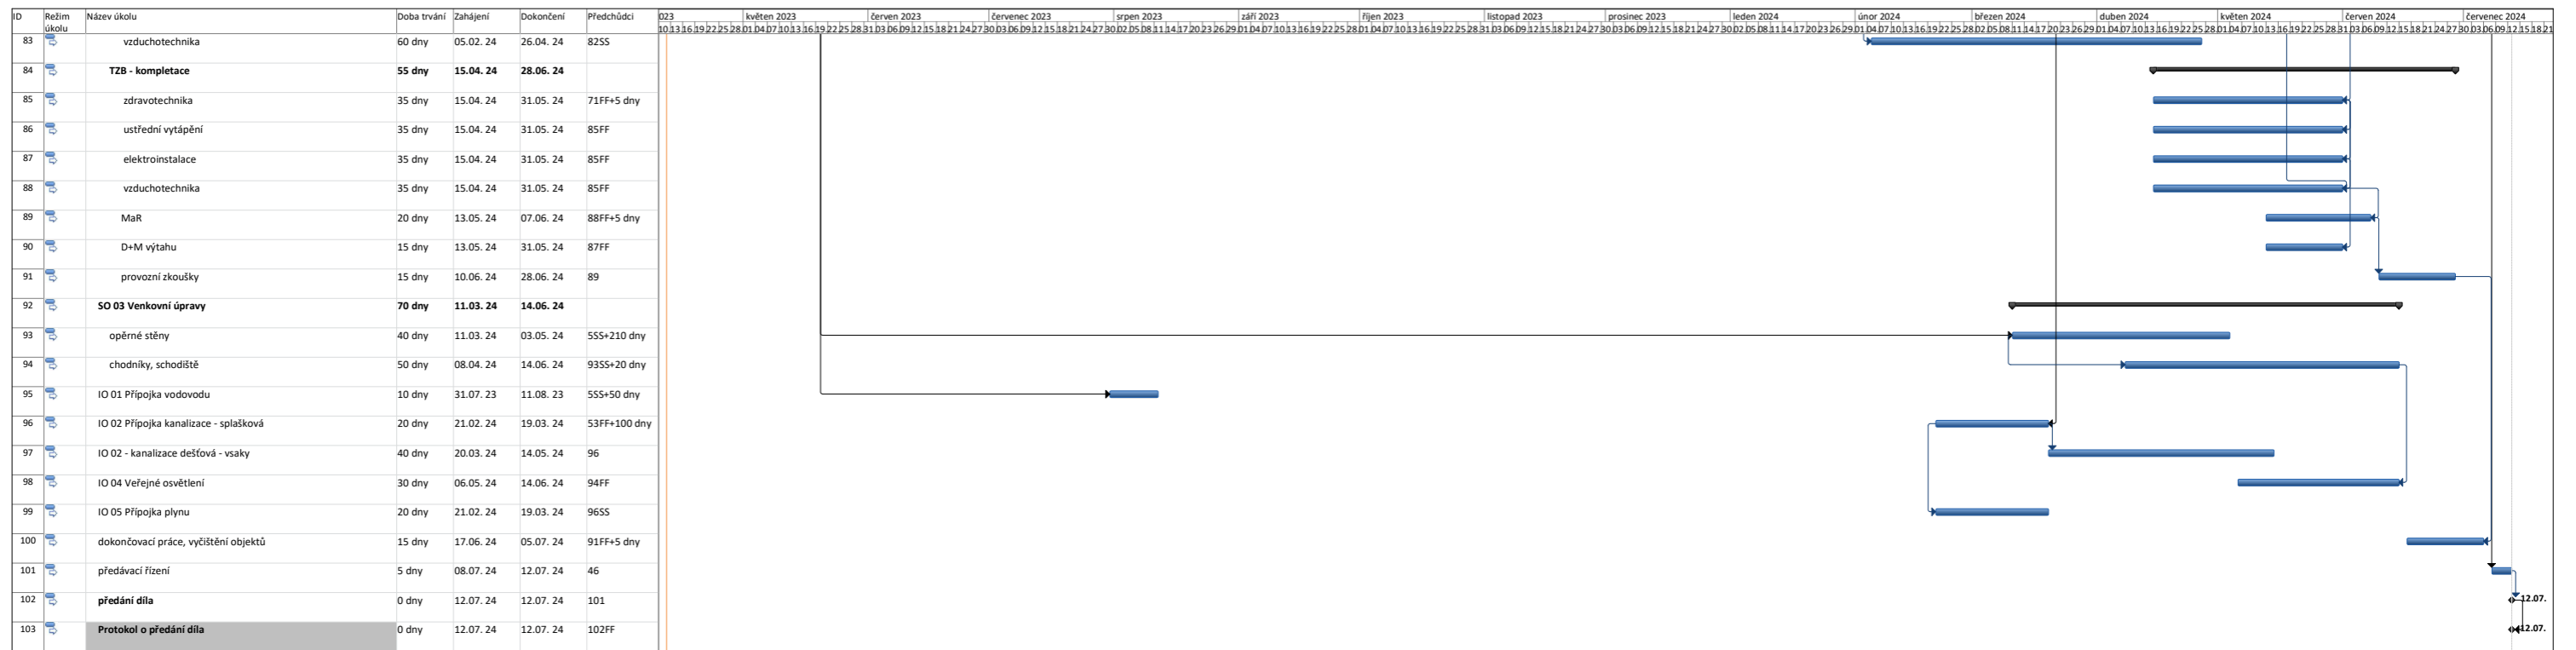 ID Režim úkolu Název úkolu Doba trvání Zahájení Dokončení Předchůdci
023 květen 2023 červen 2023 červenec 2023 srpen 2023 září 2023 říjen 2023 listopad 2023 prosinec 2023 leden 2024 únor 2024 březen 2024 duben 2024 květen 2024 červen 2024 červenec 2024
83 vzduchotechnika 60 dny 05.02. 24 26.04. 24 82SS
84 TZB - kompletace 55 dny 15.04. 24 28.06. 24
85 zdravotechnika 35 dny 15.04. 24 31.05. 24 71FF+5 dny
86 ustřední vytápění 35 dny 15.04. 24 31.05. 24 85FF
87 elektroinstalace 35 dny 15.04. 24 31.05. 24 85FF
88 vzduchotechnika 35 dny 15.04. 24 31.05. 24 85FF
89 MaR 20 dny 13.05. 24 07.06. 24 88FF+5 dny
90 D+M výtahu 15 dny 13.05. 24 31.05. 24 87FF
91 provozní zkoušky 15 dny 10.06. 24 28.06. 24 89
92 SO 03 Venkovní úpravy 70 dny 11.03. 24 14.06. 24
93 opěrné stěny 40 dny 11.03. 24 03.05. 24 5SS+210 dny
94 chodníky, schodiště 50 dny 08.04. 24 14.06. 24 93SS+20 dny
95 IO 01 Přípojka vodovodu 10 dny 31.07. 23 11.08. 23 5SS+50 dny
96 IO 02 Přípojka kanalizace - splašková 20 dny 21.02. 24 19.03. 24 53FF+100 dny
97 IO 02 - kanalizace dešťová - vsaky 40 dny 20.03. 24 14.05. 24 96
98 IO 04 Veřejné osvětlení 30 dny 06.05. 24 14.06. 24 94FF
99 IO 05 Přípojka plynu 20 dny 21.02. 24 19.03. 24 96SS
100 dokončovací práce, vyčištění objektů 15 dny 17.06. 24 05.07. 24 91FF+5 dny
101 předávací řízení 5 dny 08.07. 24 12.07. 24 46
102 předání díla 0 dny 12.07. 24 12.07. 24 101 12.07.
103 Protokol o předání díla 0 dny 12.07. 24 12.07. 24 102FF 12.07.